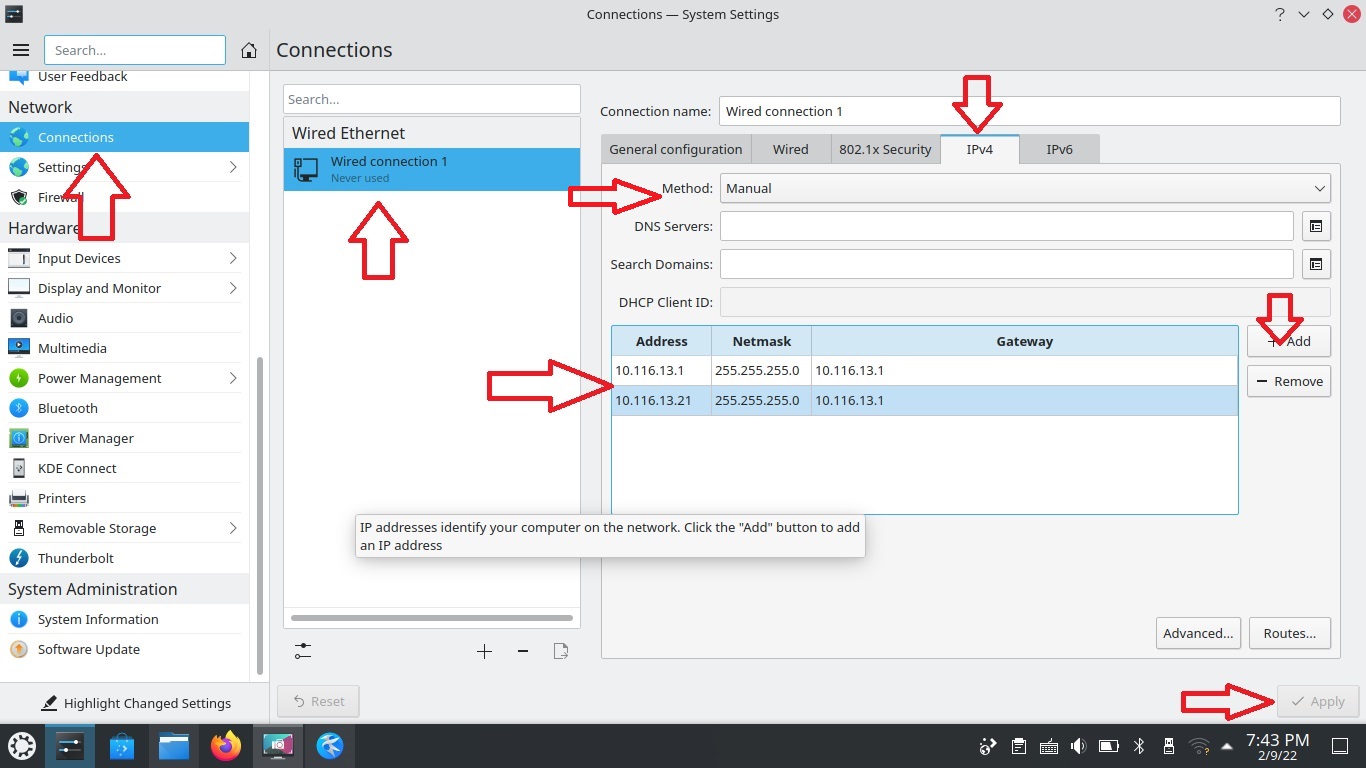 Connections — System Settings
Search...
Connections
User Feedback
Network
Connections
Settings
Firewall
Hardware
Input Devices
Display and Monitor
Audio
Multimedia
Power Management
Bluetooth
Driver Manager
KDE Connect
Printers
Removable Storage
Thunderbolt
System Administration
System Information
Software Update
Highlight Changed Settings
Search...
Wired Ethernet
Wired connection 1
Never used
Connection name: Wired connection 1
General configuration Wired 802.1x Security IPv4 IPv6
Method: Manual
DNS Servers:
Search Domains:
DHCP Client ID:
Address Netmask Gateway
10.116.13.1 255.255.255.0 10.116.13.1
10.116.13.21 255.255.255.0 10.116.13.1
Add
Remove
IP addresses identify your computer on the network. Click the "Add" button to add
an IP address
Advanced... Routes...
Reset
Apply
7:43 PM
2/9/22